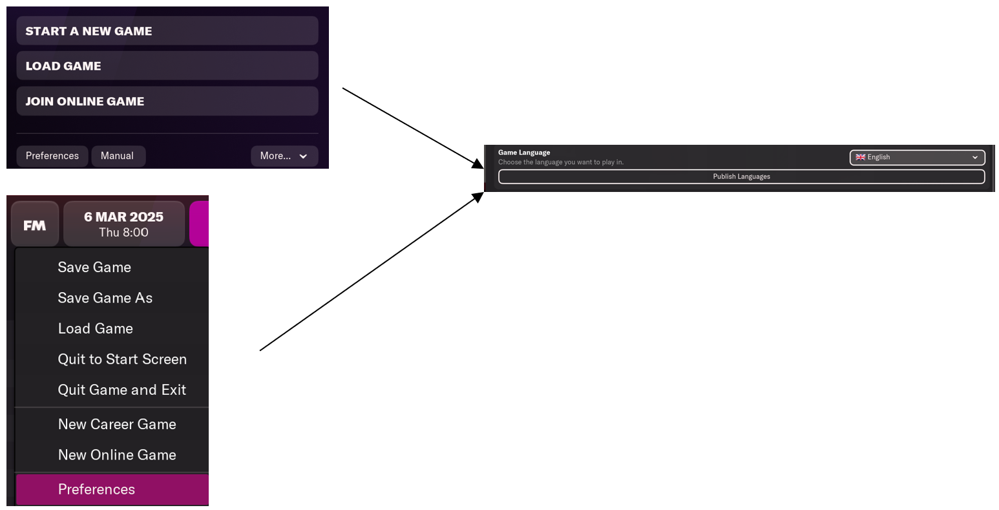 START A NEW GAME
LOAD GAME
JOIN ONLINE GAME
Preferences Manual More...
Game Language
Choose the language you want to play in.
English
Publish Languages
FM
6 MAR 2025
Thu 8:00
Save Game
Save Game As
Load Game
Quit to Start Screen
Quit Game and Exit
New Career Game
New Online Game
Preferences